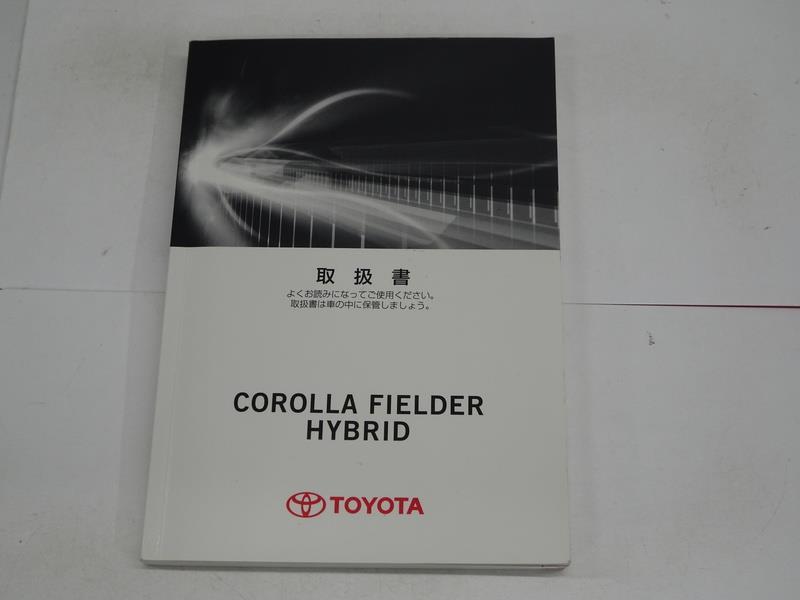 取扱書
よくお読みになってご使用ください。
取扱書は車の中に保管しましょう。
COROLLA FIELDER
HYBRID
TOYOTA